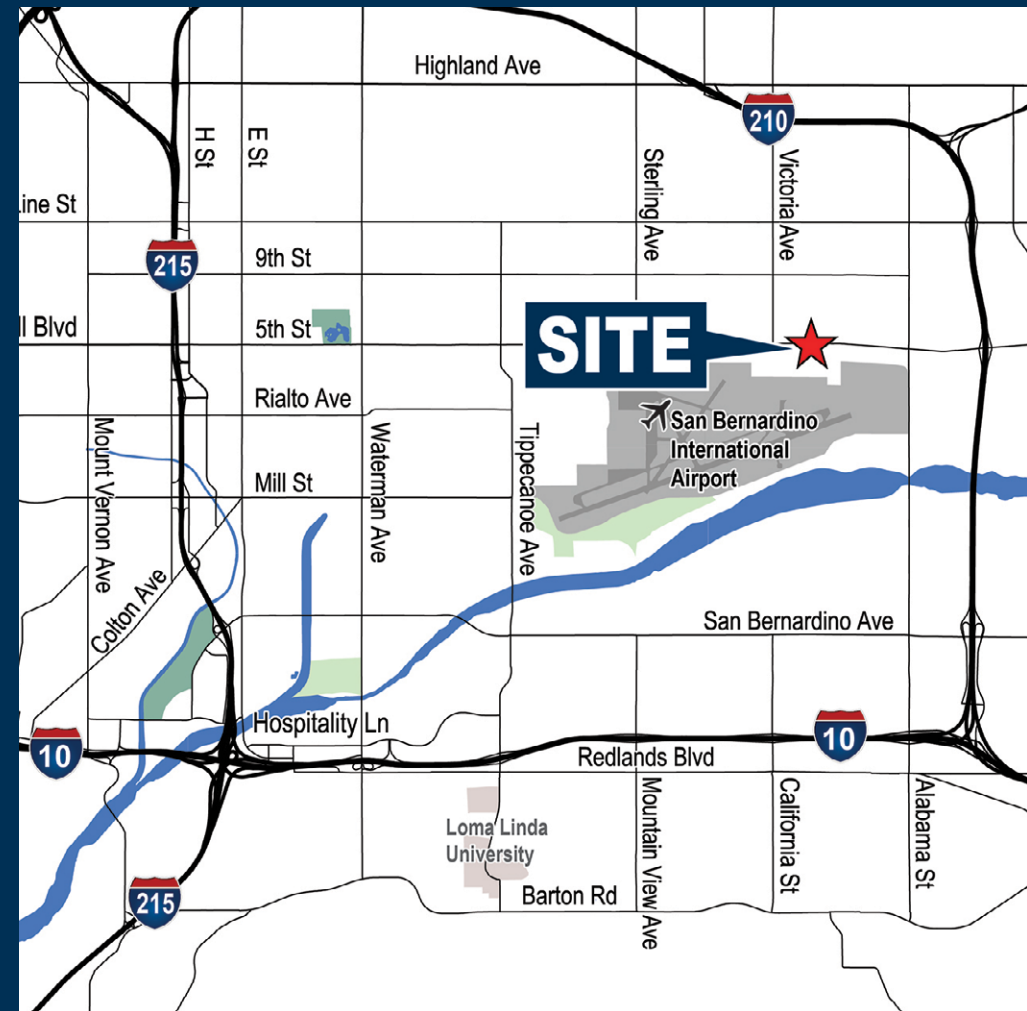 Highland Ave
210
H St
E St
Sterling Ave
Victoria Ave
ine St
215
9th St
ll Blvd
5th St
SITE
Rialto Ave
Mount Vernon Ave
Waterman Ave
Tippecanoe Ave
San Bernardino
International
Airport
Mill St
Colton Ave
San Bernardino Ave
Hospitality Ln
10
10
Redlands Blvd
Mountain View Ave
California St
Alabama St
Loma Linda
University
215
Barton Rd